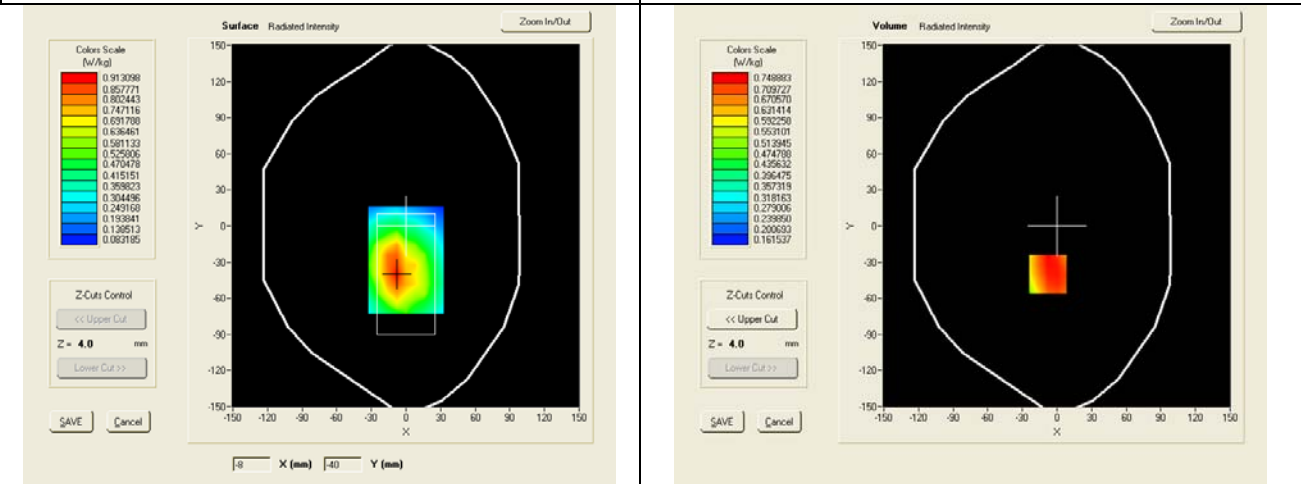 Surface Radiated Intensity
Zoom In/Out
Colors Scale
(W/kg)
0.913098
0.857771
0.802443
0.747116
0.691788
0.636461
0.581133
0.525806
0.470478
0.415151
0.359823
0.304496
0.249168
0.193841
0.138513
0.083185
Z-Cuts Control
<< Upper Cut
Z = 4.0 mm
Lower Cut >>
SAVE Cancel
150
120
90
60
30
0
-30
-60
-90
-120
-150
Y
-150 -120 -90 -60 -30 0 30 60 90 120 150
X
-8 X (mm) -40 Y (mm)
Volume Radiated Intensity
Zoom In/Out
Colors Scale
(W/kg)
0.748883
0.709727
0.670570
0.631414
0.592258
0.553101
0.513945
0.474788
0.435632
0.396475
0.357319
0.318163
0.279006
0.239850
0.200693
0.161537
Z-Cuts Control
<< Upper Cut
Z = 4.0 mm
Lower Cut >>
SAVE Cancel
150
120
90
60
30
0
-30
-60
-90
-120
-150
Y
-150 -120 -90 -60 -30 0 30 60 90 120 150
X